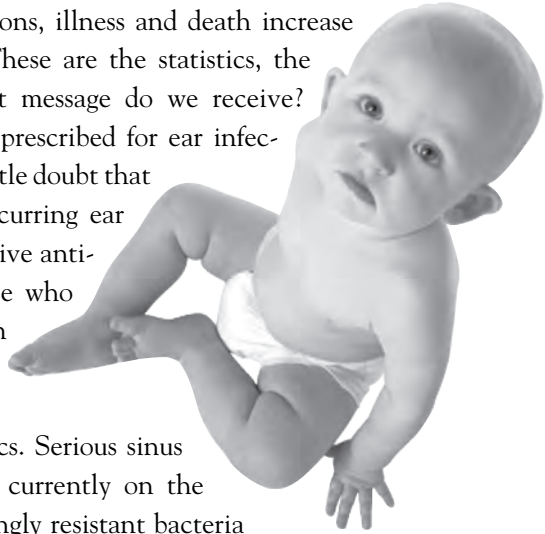 ons, illness and death increase
These are the statistics, the
t message do we receive?
prescribed for ear infec-
tle doubt that
curring ear
ive anti-
e who
n
cs. Serious sinus
currently on the
ngly resistant bacteria